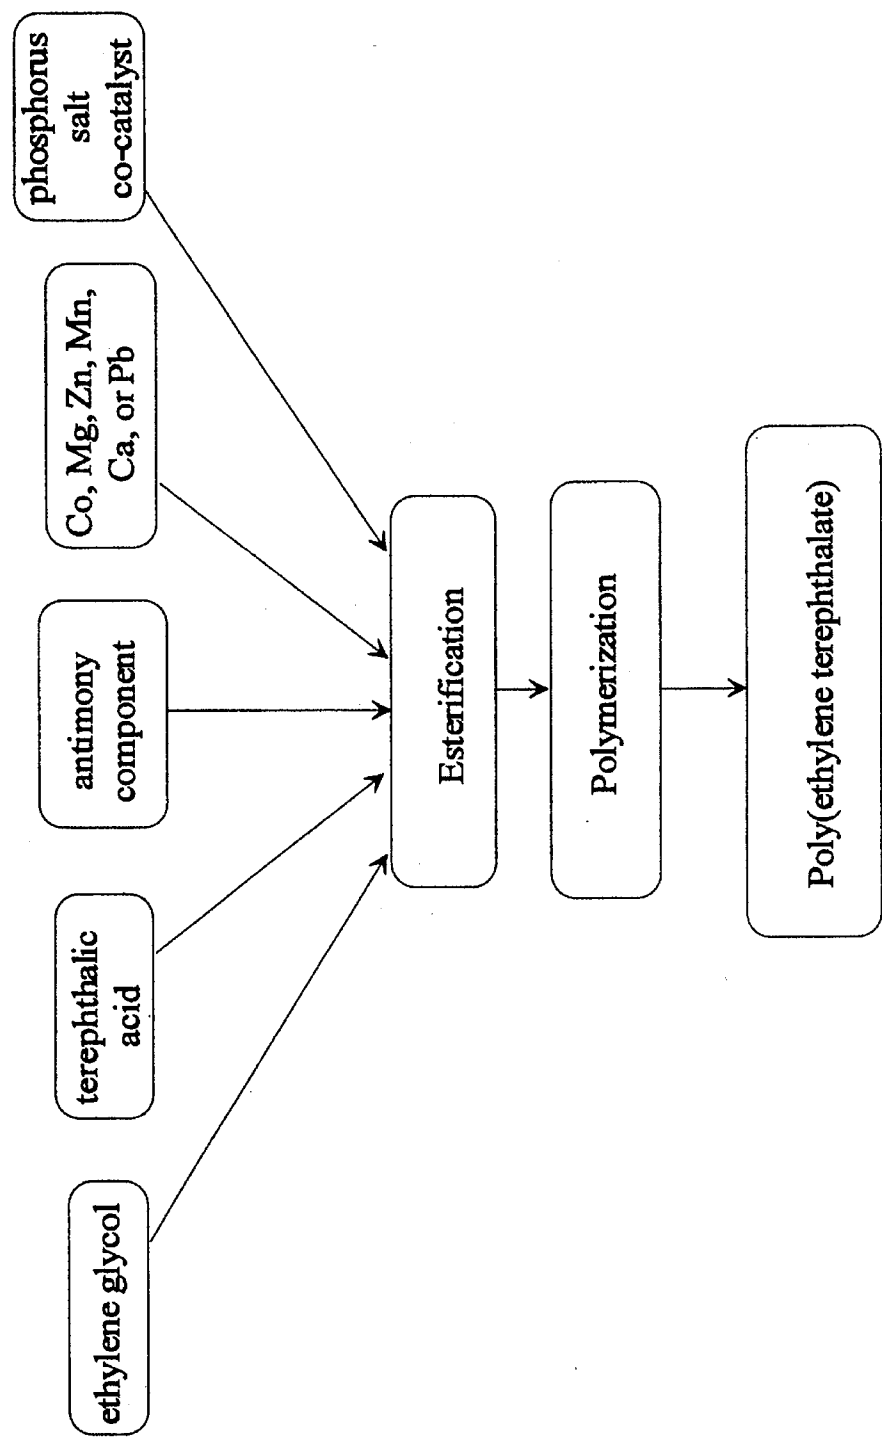 ethylene glycol
terephthalic
acid
antimony
component
Co, Mg, Zn, Mn,
Ca, or Pb
phosphorus
salt
co-catalyst
Esterification
Polymerization
Poly(ethylene terephthalate)